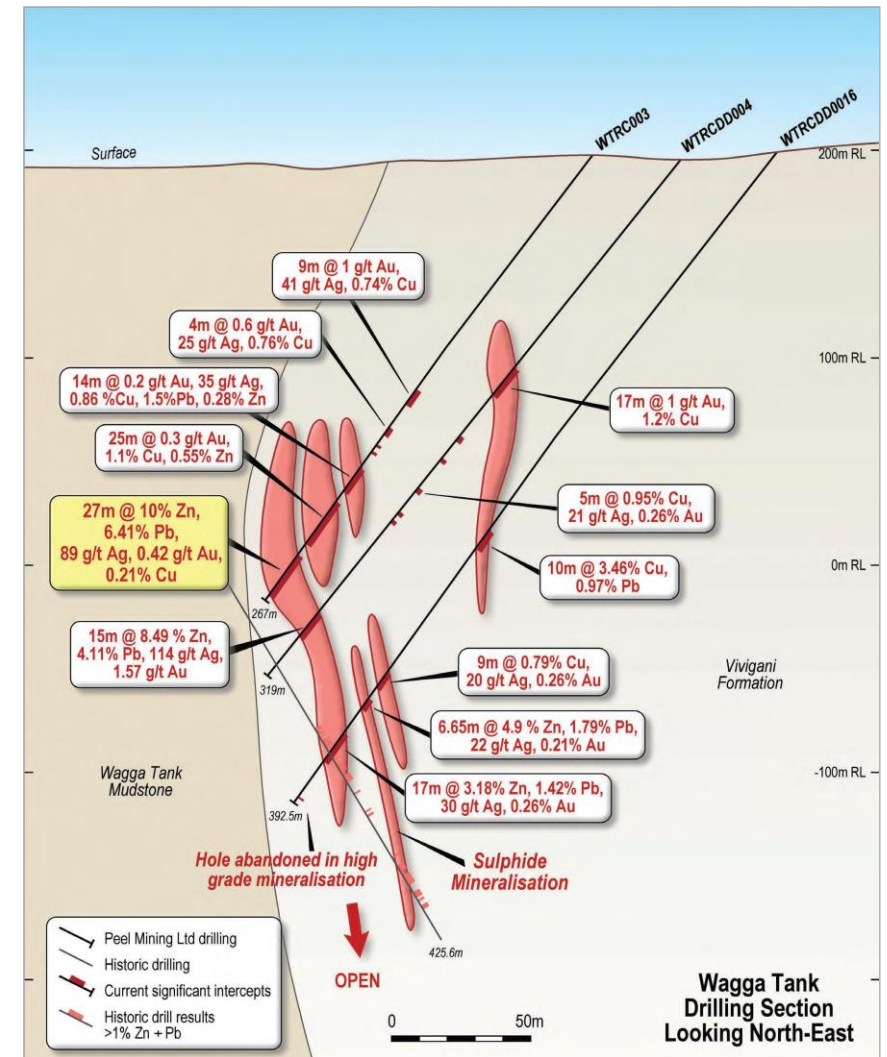 WTRC003
WTRCDD004
WTRCDD0016
Surface
200m RL
9m @ 1 g/t Au,
41 g/t Ag, 0.74% Cu
4m @ 0.6 g/t Au,
25 g/t Ag, 0.76% Cu
100m RL
14m @ 0.2 g/t Au, 35 g/t Ag,
0.86 %Cu, 1.5%Pb, 0.28% Zn
17m @ 1 g/t Au,
1.2% Cu
25m @ 0.3 g/t Au,
1.1% Cu, 0.55% Zn
27m @ 10% Zn,
6.41% Pb,
89 g/t Ag, 0.42 g/t Au,
0.21% Cu
5m @ 0.95% Cu,
21 g/t Ag, 0.26% Au
0m RL
10m @ 3.46% Cu,
0.97% Pb
267m
15m @ 8.49 % Zn,
4.11% Pb, 114 g/t Ag,
1.57 g/t Au
319m
9m @ 0.79% Cu,
20 g/t Ag, 0.26% Au
Vivigani
Formation
6.65m @ 4.9 % Zn, 1.79% Pb,
22 g/t Ag, 0.21% Au
Wagga Tank
Mudstone
-100m RL
17m @ 3.18% Zn, 1.42% Pb,
30 g/t Ag, 0.26% Au
392.5m
Hole abandoned in high
grade mineralisation
Sulphide
Mineralisation
425.6m
OPEN
Peel Mining Ltd drilling
Historic drilling
Current significant intercepts
Historic drill results
>1% Zn + Pb
0
50m
Wagga Tank
Drilling Section
Looking North-East